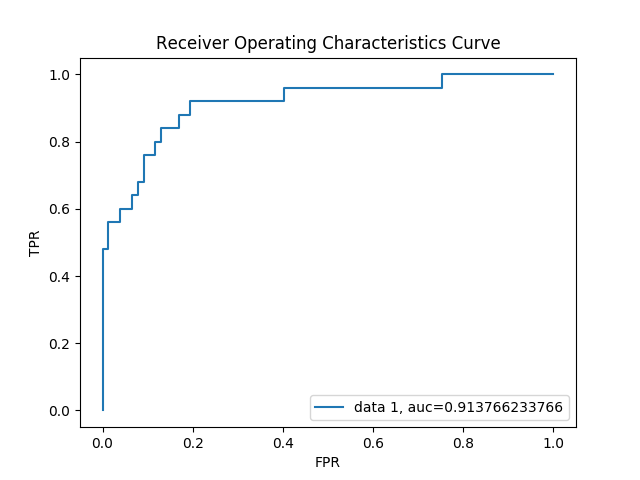 Receiver Operating Characteristics Curve
1.0
0.8
0.6
0.4
0.2
0.0
TPR
0.0 0.2 0.4 0.6 0.8 1.0
FPR
data 1, auc=0.913766233766